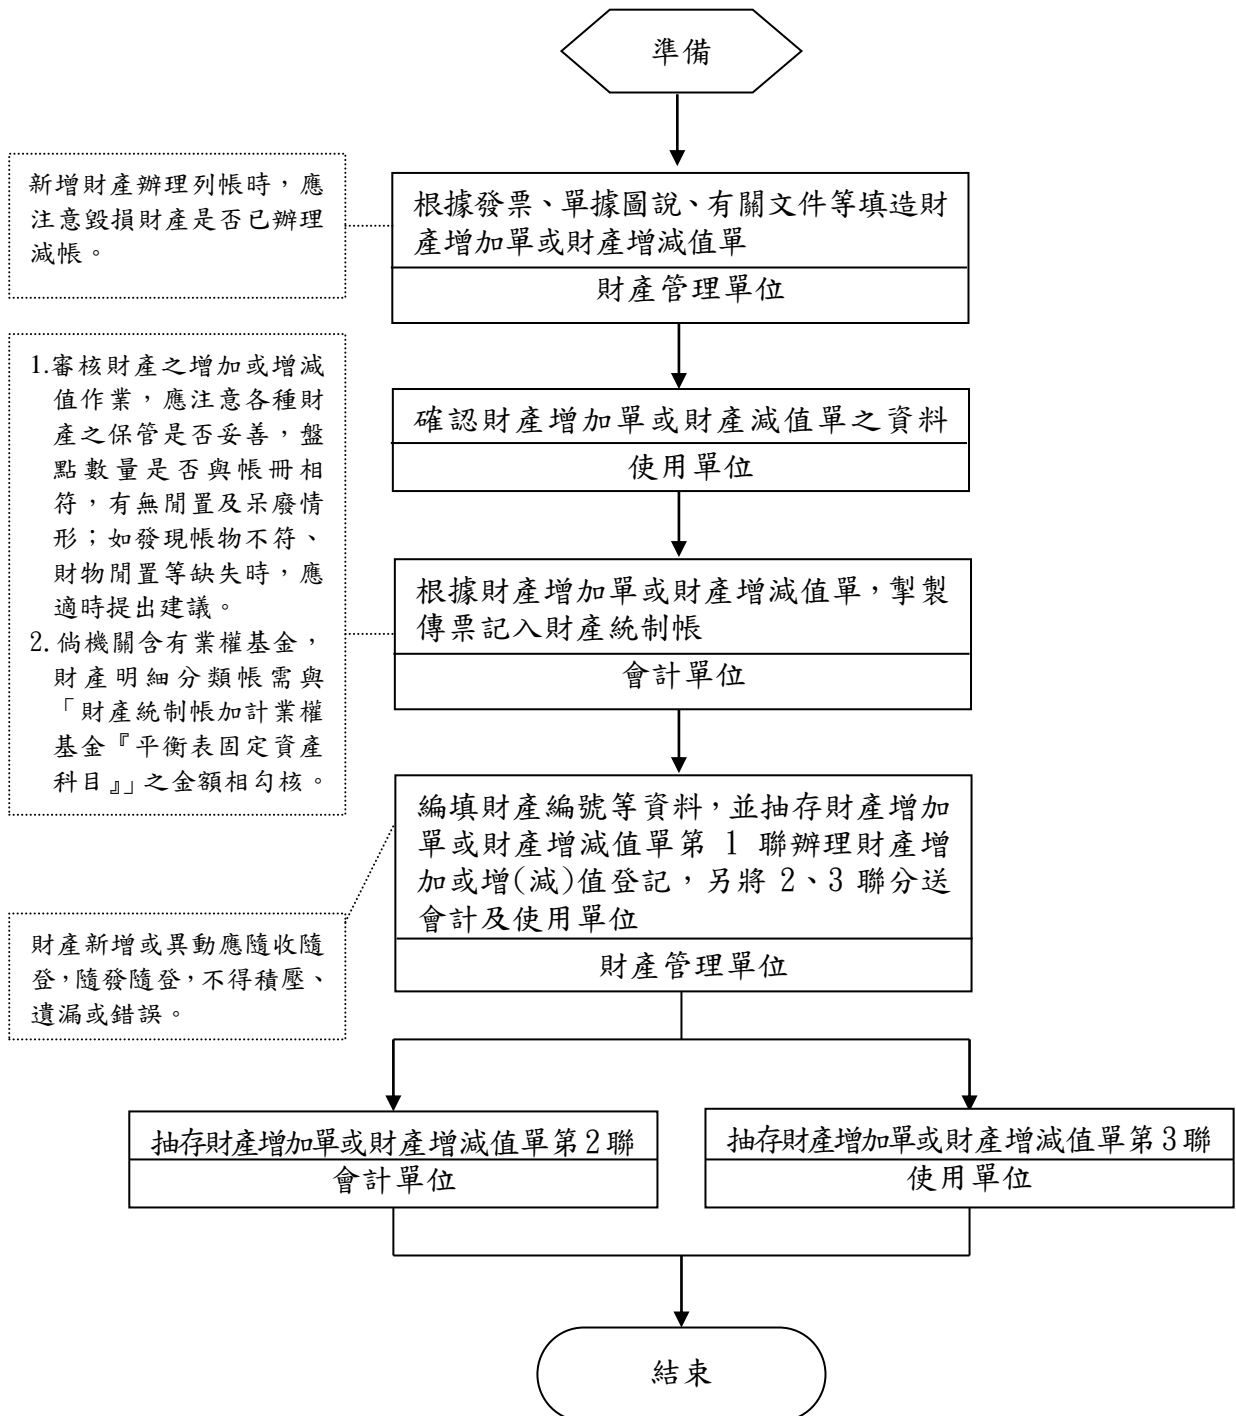 準備
新增財產辦理列帳時，應
注意毀損財產是否已辦理
減帳。
根據發票、單據圖說、有關文件等填造財
產增加單或財產增減值單
財產管理單位
1.審核財產之增加或增減
值作業，應注意各種財
產之保管是否妥善，盤
點數量是否與帳冊相
符，有無閒置及呆廢情
形；如發現帳物不符、
財物閒置等缺失時，應
適時提出建議。
2.倘機關含有業權基金，
財產明細分類帳需與
「財產統制帳加計業權
基金『平衡表固定資產
科目』」之金額相勾核。
確認財產增加單或財產減值單之資料
使用單位
根據財產增加單或財產增減值單，掣製
傳票記入財產統制帳
會計單位
編填財產編號等資料，並抽存財產增加
單或財產增減值單第 1 聯辦理財產增
加或增(減)值登記，另將 2、3 聯分送
會計及使用單位
財產管理單位
財產新增或異動應隨收隨
登，隨發隨登，不得積壓、
遺漏或錯誤。
抽存財產增加單或財產增減值單第2聯
會計單位
抽存財產增加單或財產增減值單第3聯
使用單位
結束